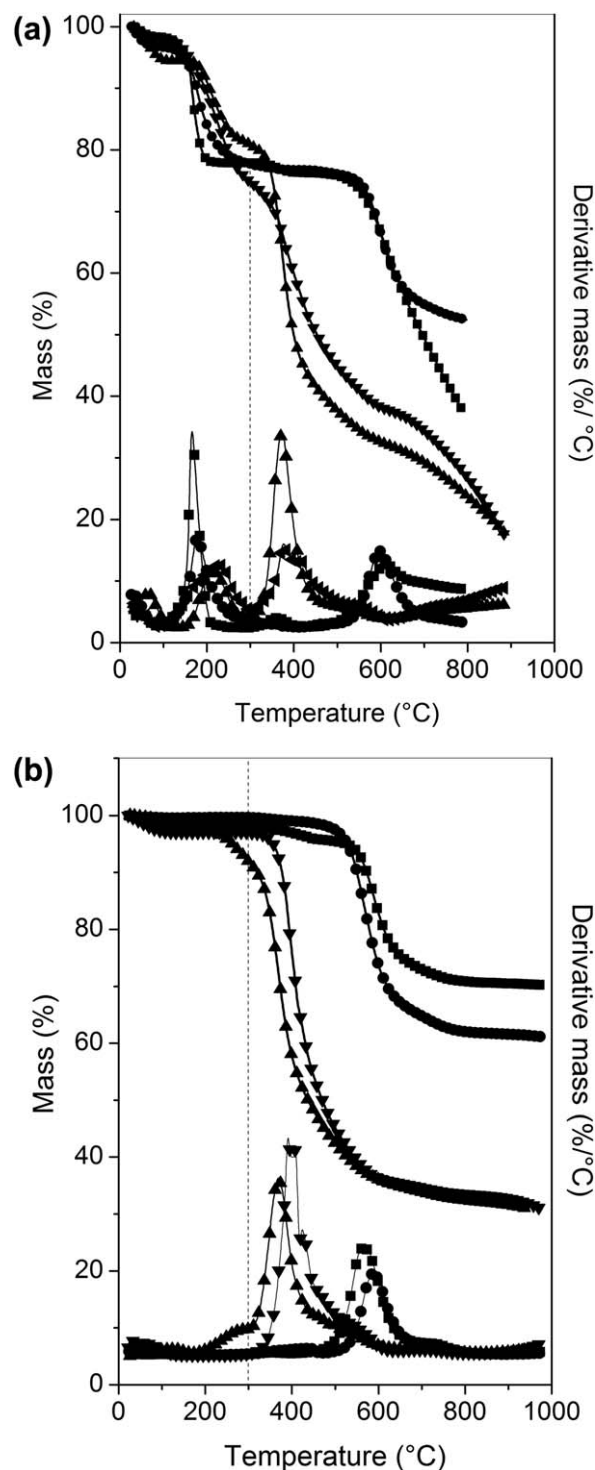 (a)
100
80
60
40
20
0
Mass (%)
Derivative mass (%/ °C)
0 200 400 600 800 1000
Temperature (°C)
(b)
100
80
60
40
20
0
Mass (%)
Derivative mass (%/°C)
0 200 400 600 800 1000
Temperature (°C)